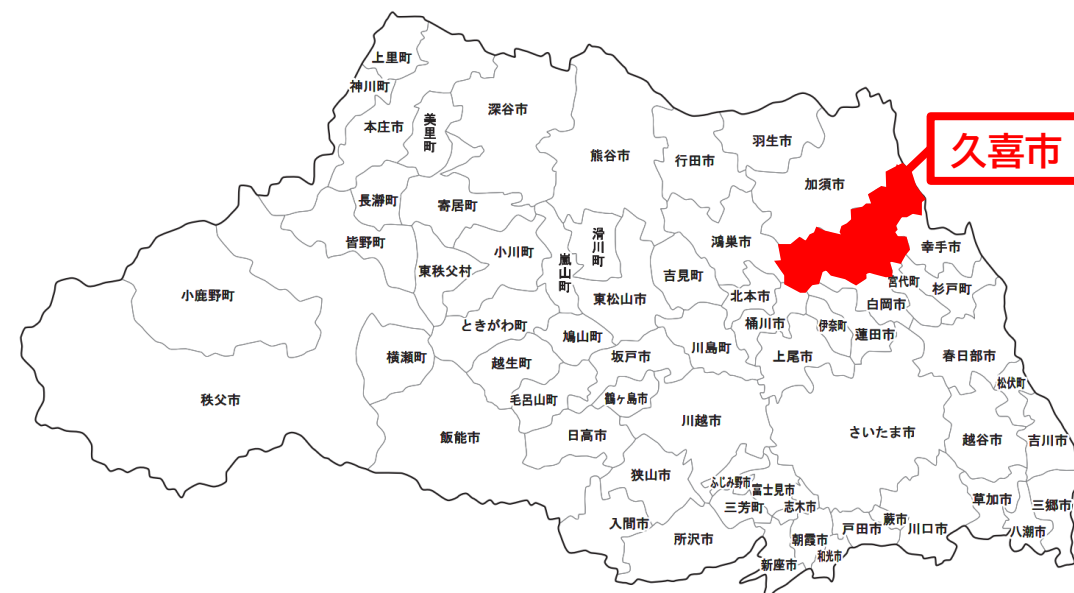 上里町
神川町
本庄市
美里町
深谷市
熊谷市
行田市
羽生市
久喜市
加須市
長瀞町
寄居町
皆野町
東秩父村
小川町
嵐山町
滑川町
鴻巣市
吉見町
幸手市
宮代町
杉戸町
白岡市
小鹿野町
東松山市
北本市
桶川市
伊奈町
蓮田市
ときがわ町
鳩山町
横瀬町
越生町
坂戸市
川島町
上尾市
春日部市
松伏町
秩父市
毛呂山町
鶴ヶ島市
川越市
さいたま市
飯能市
日高市
越谷市
吉川市
狭山市
ふじみ野市
富士見市
三芳町
志木市
草加市
三郷市
入間市
所沢市
朝霞市
戸田市
蕨市
川口市
八潮市
新座市
和光市